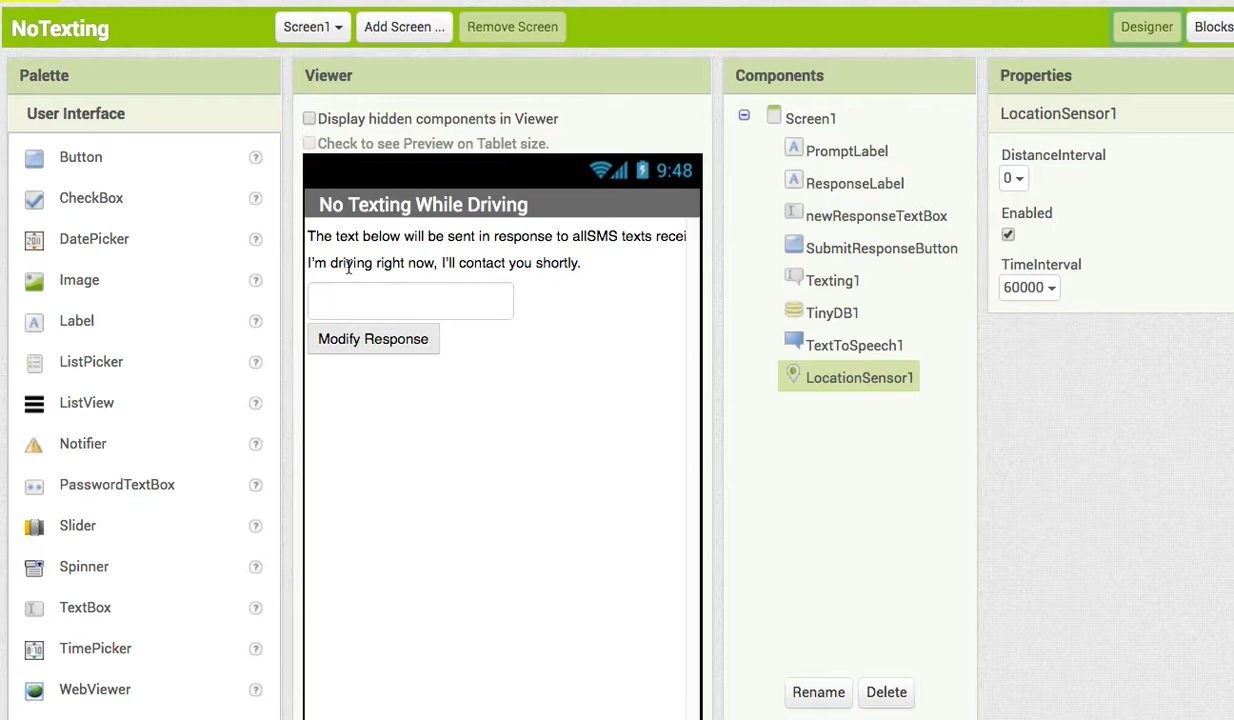 NoTexting
Screen1
Add Screen ...
Remove Screen
Designer
Blocks
Palette
User Interface
Button
?
CheckBox
?
DatePicker
?
Image
?
Label
?
ListPicker
?
ListView
?
Notifier
?
PasswordTextBox
?
Slider
?
Spinner
?
TextBox
?
TimePicker
?
WebViewer
?
Viewer
Display hidden components in Viewer
Check to see Preview on Tablet size.
9:48
No Texting While Driving
The text below will be sent in response to allSMS texts recei
I'm driving right now, I'll contact you shortly.
Modify Response
Components
Screen1
PromptLabel
ResponseLabel
newResponseTextBox
SubmitResponseButton
Texting1
TinyDB1
TextToSpeech1
LocationSensor1
Rename
Delete
Properties
LocationSensor1
DistanceInterval
0
Enabled
TimeInterval
60000